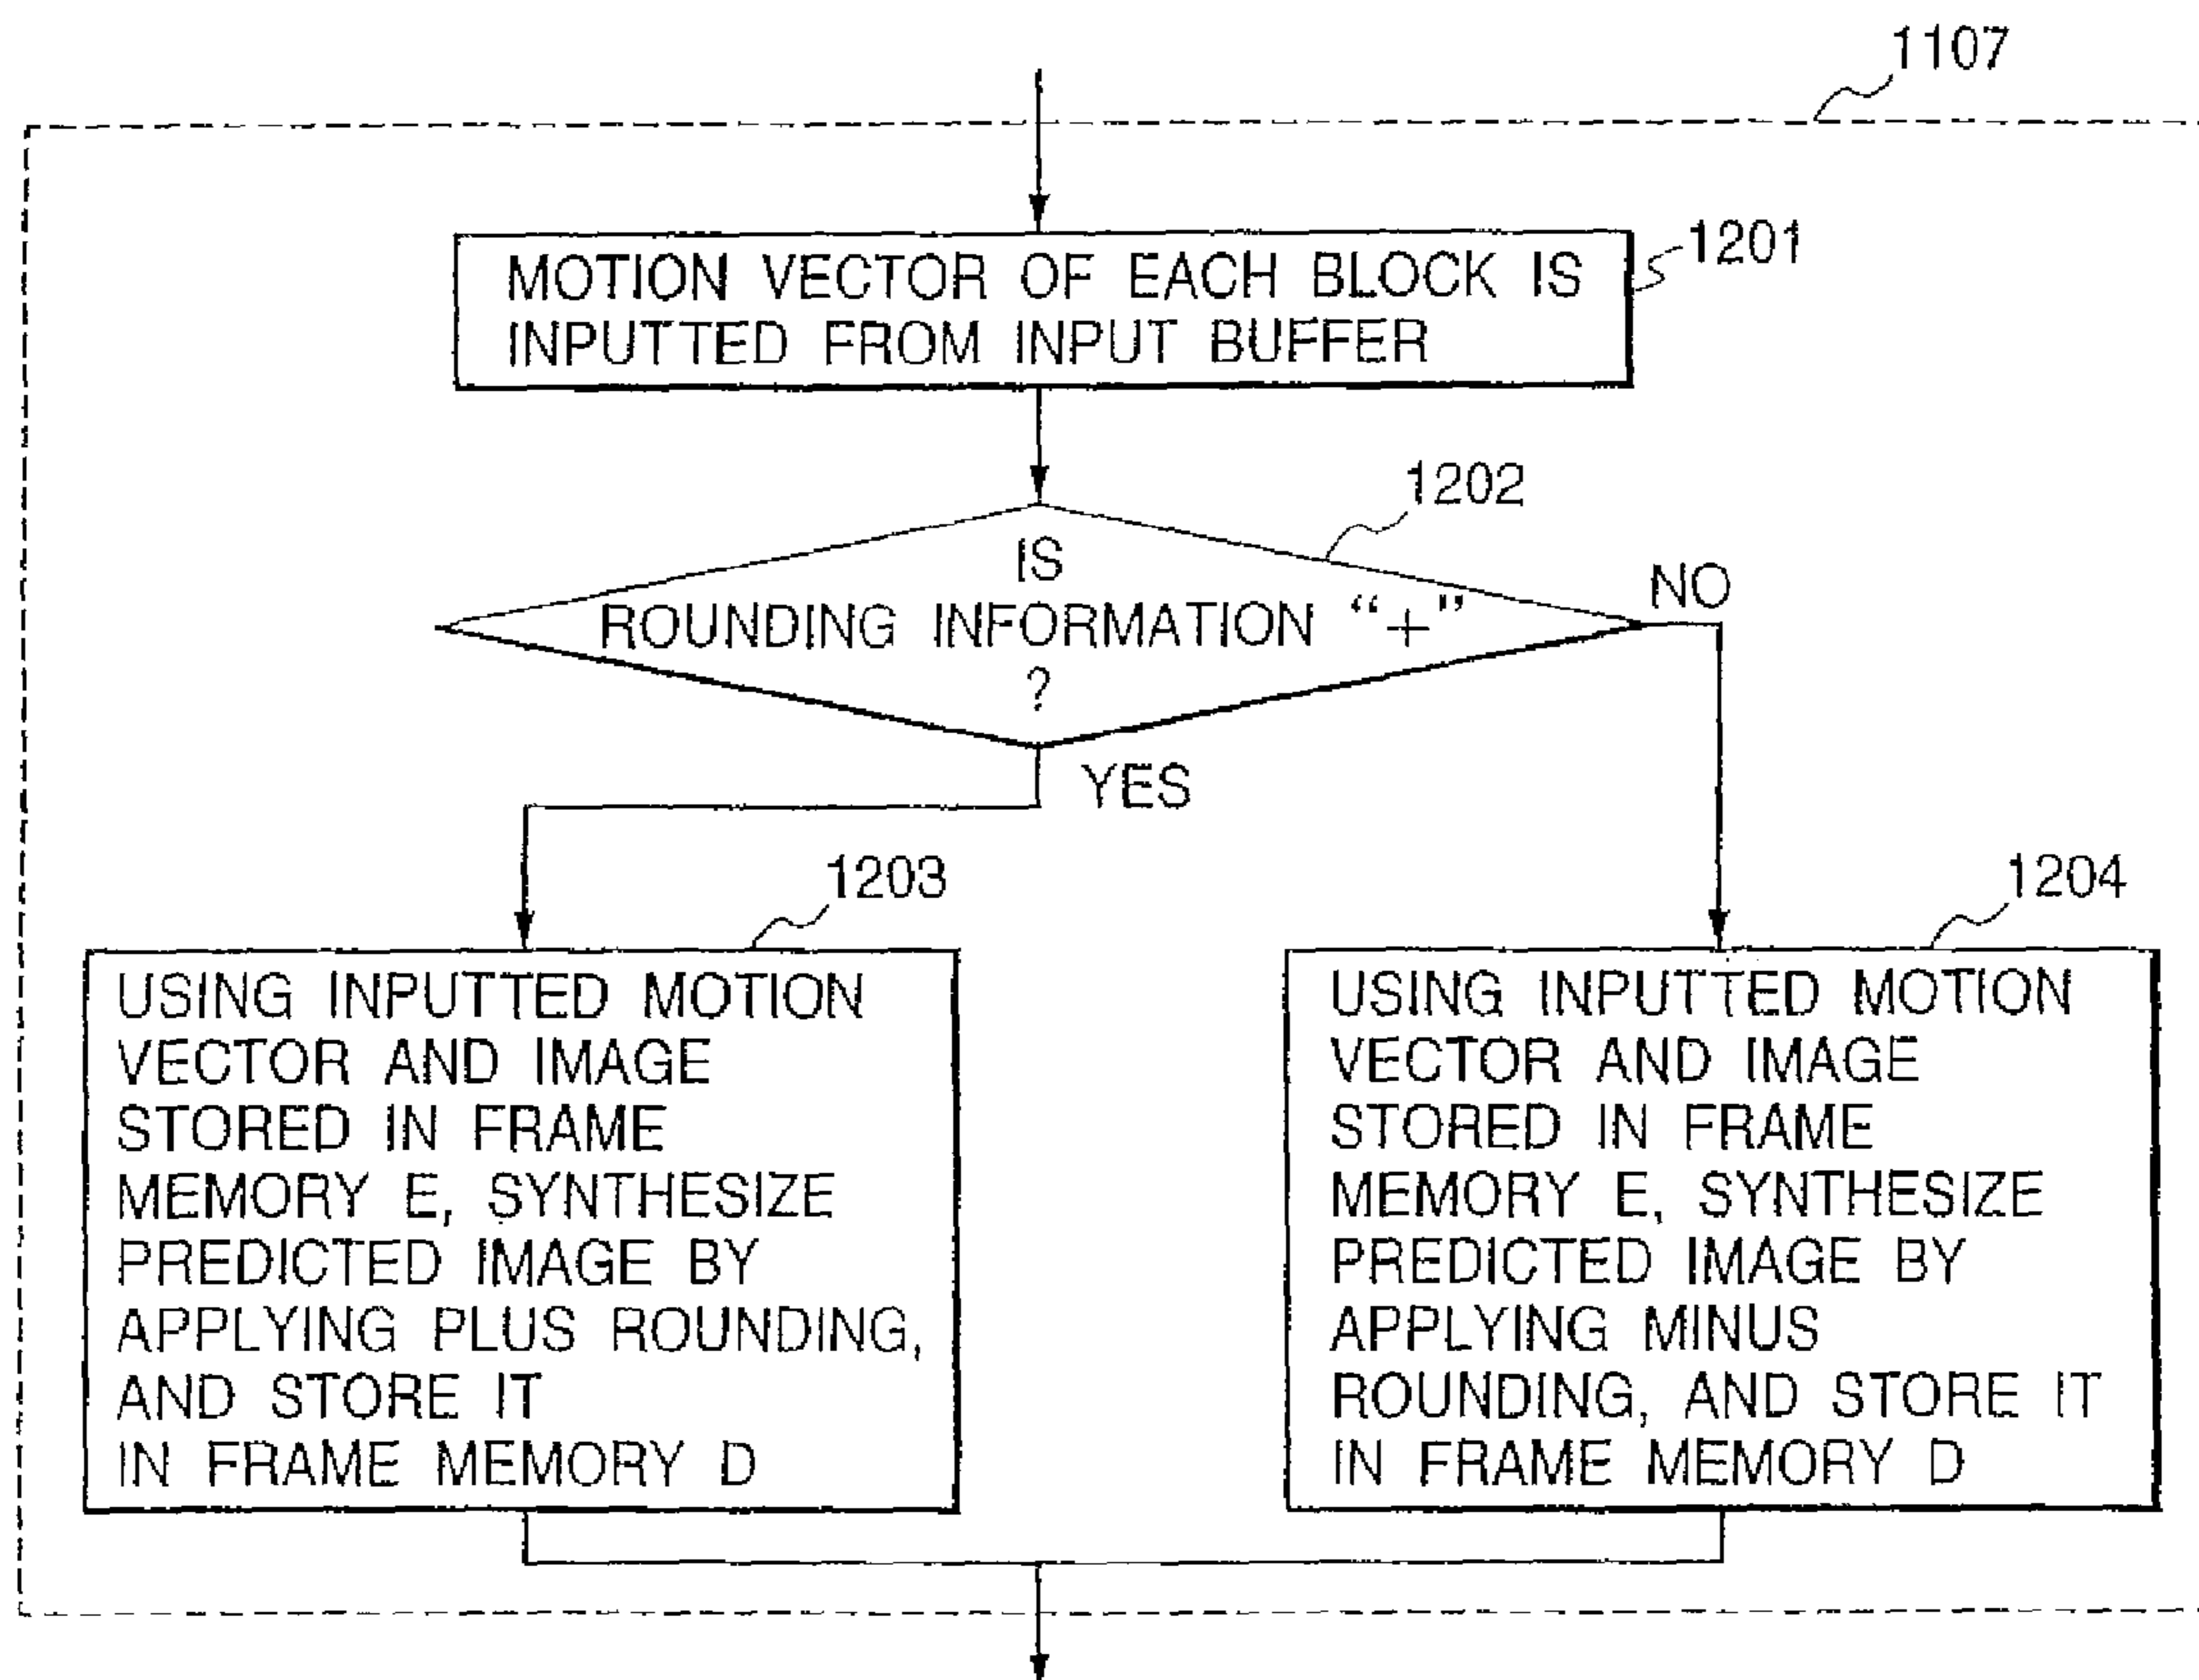 1107
MOTION VECTOR OF EACH BLOCK IS
INPUTTED FROM INPUT BUFFER
1201
1202
IS
ROUNDING INFORMATION “+”
?
NO
YES
1203
USING INPUTTED MOTION
VECTOR AND IMAGE
STORED IN FRAME
MEMORY E, SYNTHESIZE
PREDICTED IMAGE BY
APPLYING PLUS ROUNDING,
AND STORE IT
IN FRAME MEMORY D
1204
USING INPUTTED MOTION
VECTOR AND IMAGE
STORED IN FRAME
MEMORY E, SYNTHESIZE
PREDICTED IMAGE BY
APPLYING MINUS
ROUNDING, AND STORE IT
IN FRAME MEMORY D